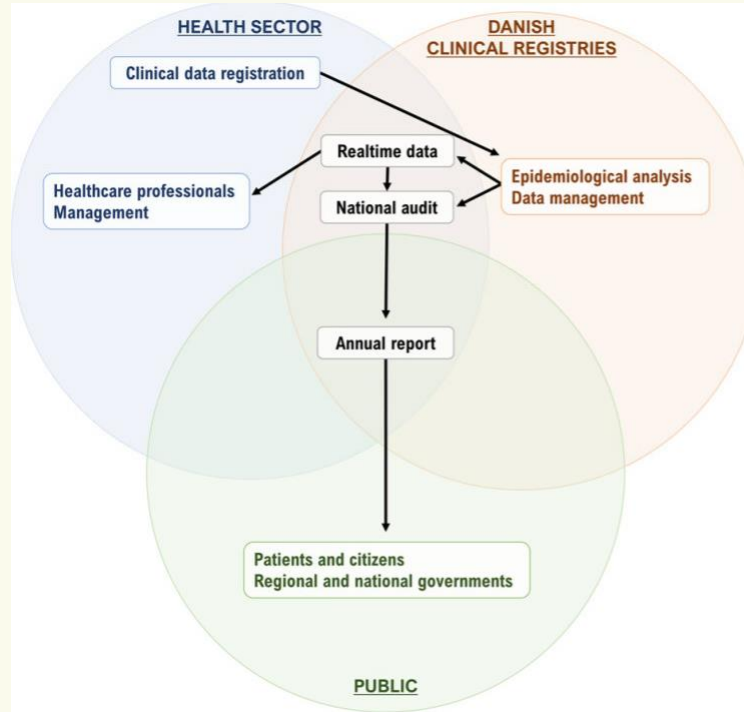 HEALTH SECTOR
DANISH
CLINICAL REGISTRIES
Clinical data registration
Realtime data
Healthcare professionals
Management
Epidemiological analysis
Data management
National audit
Annual report
Patients and citizens
Regional and national governments
PUBLIC